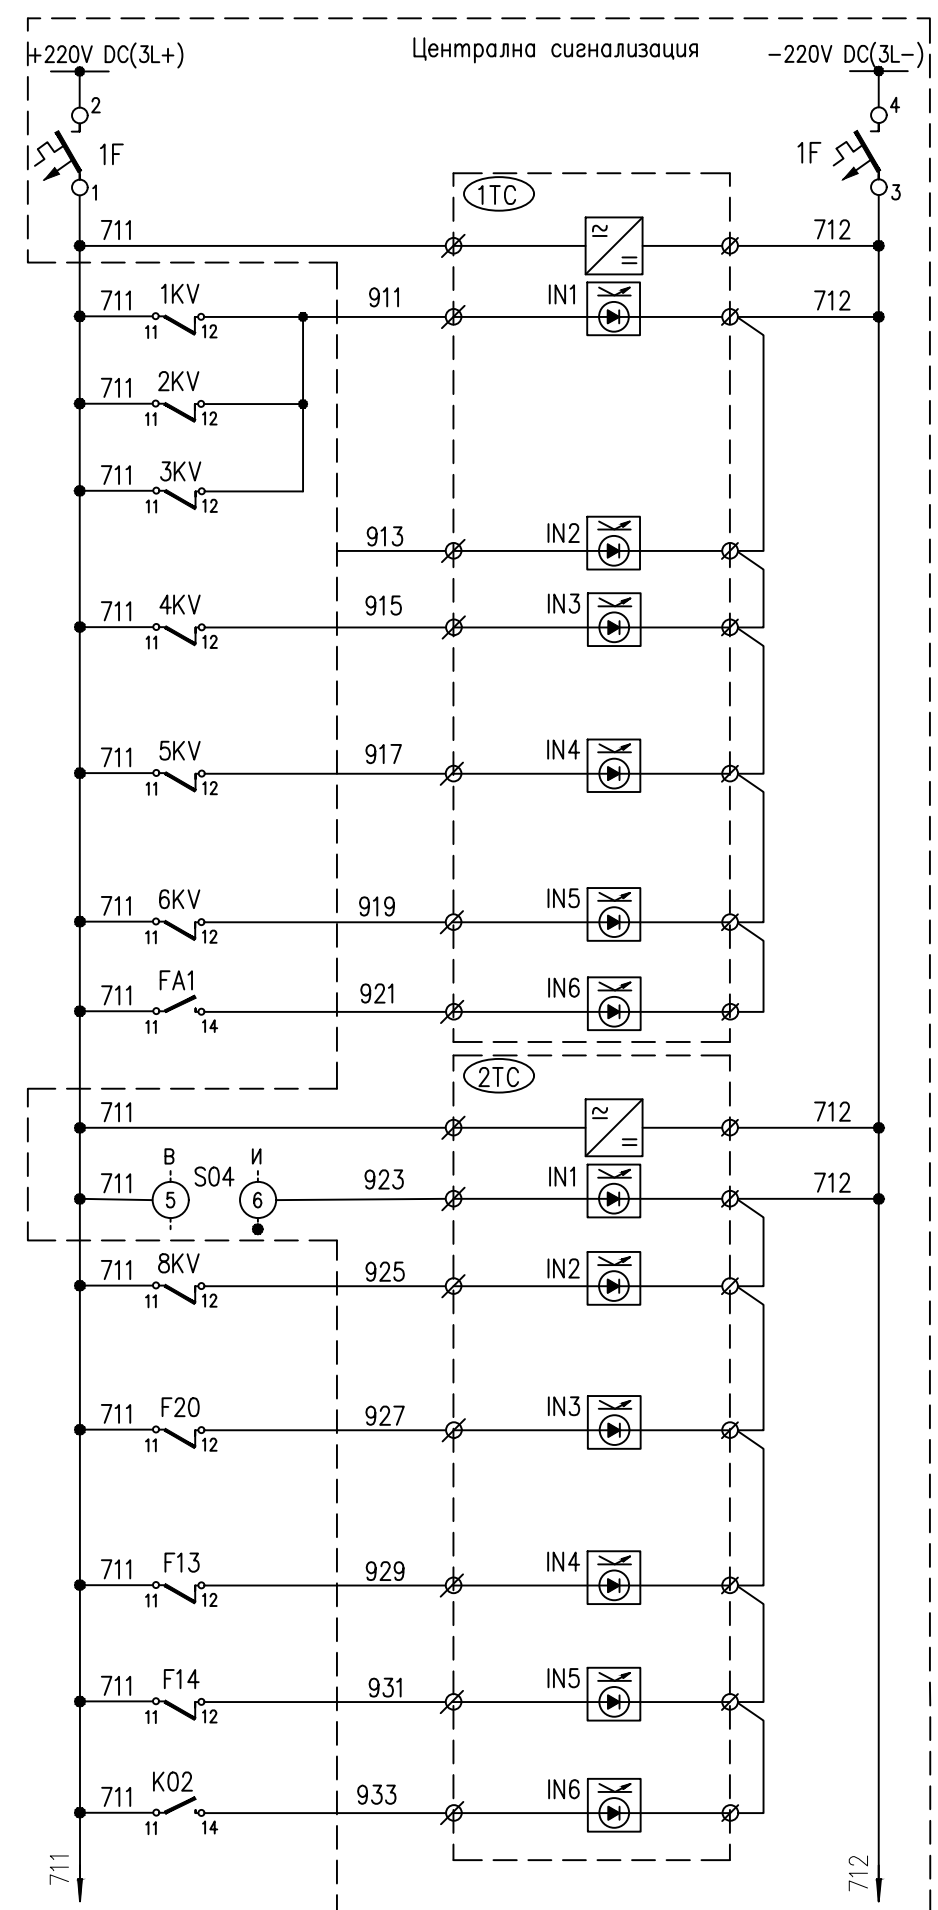 +220V DC(3L+) Централна сигнализация -220V DC(3L-)
2 4
1F 1F
1 3
1TC
711 712
711 1KV 911 IN1 712
11 12
711 2KV
11 12
711 3KV
11 12
913 IN2
711 4KV 915 IN3
11 12
711 5KV 917 IN4
11 12
711 6KV 919 IN5
11 12
711 FA1 921 IN6
11 14
2TC
711 712
В И
711 5 S04 6 923 IN1 712
711 8KV 925 IN2
11 12
711 F20 927 IN3
11 12
711 F13 929 IN4
11 12
711 F14 931 IN5
11 12
711 K02 933 IN6
11 14
711 712